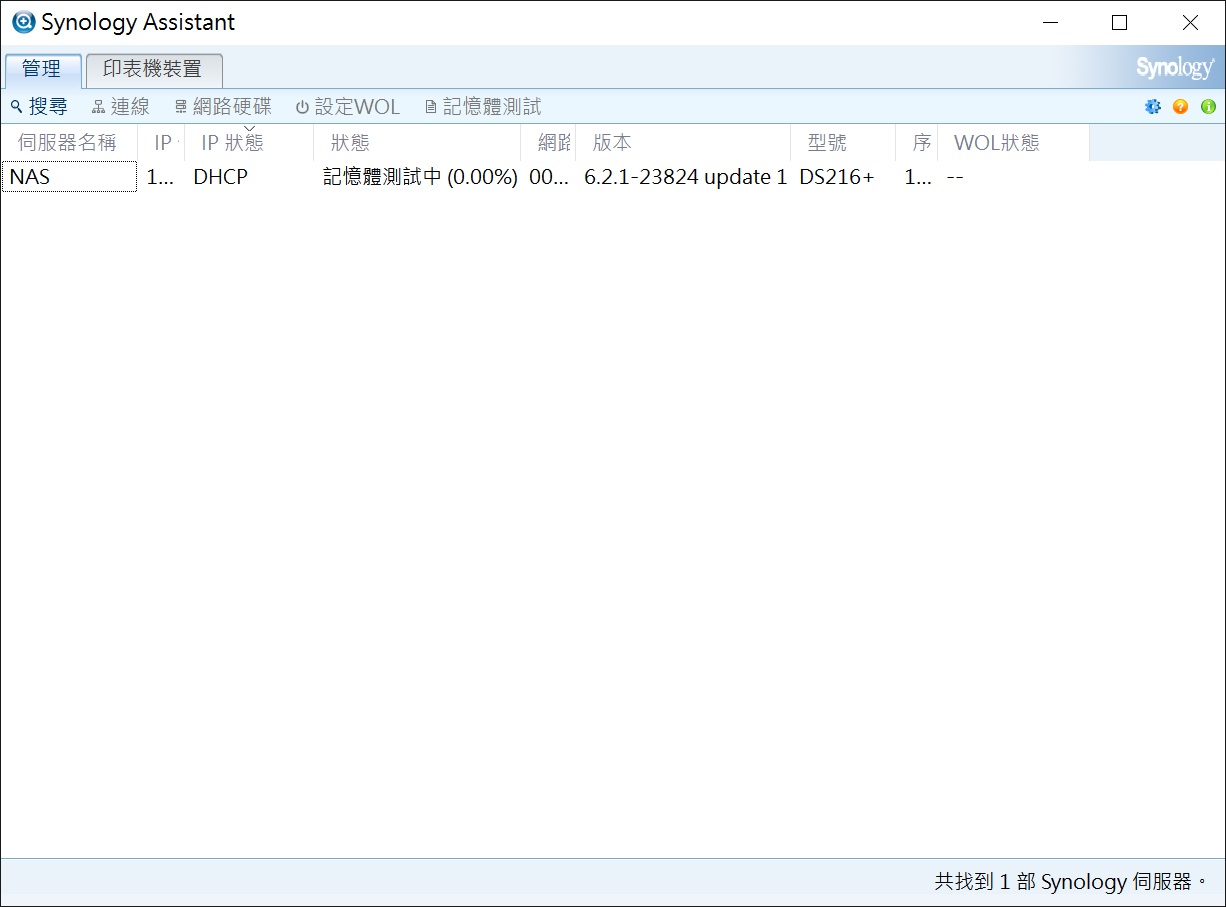 Synology Assistant
管理 印表機裝置 Synology
搜尋 連線 網路硬碟 設定WOL 記憶體測試
伺服器名稱 IP IP 狀態 狀態 網路 版本 型號 序 WOL狀態
NAS 1... DHCP 記憶體測試中 (0.00%) 00... 6.2.1-23824 update 1 DS216+ 1... --
共找到 1 部 Synology 伺服器。